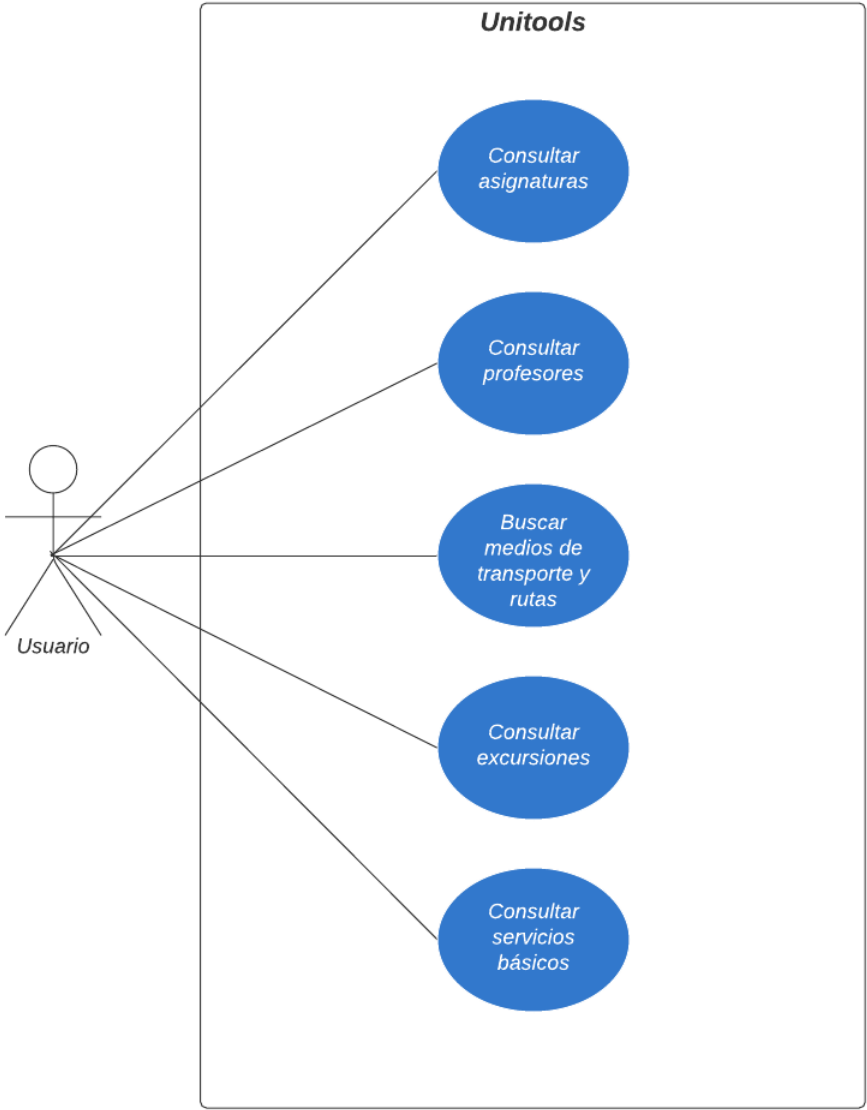 Unitools
Consultar
asignaturas
Consultar
profesores
Buscar
medios de
transporte y
rutas
Usuario
Consultar
excursiones
Consultar
servicios
básicos